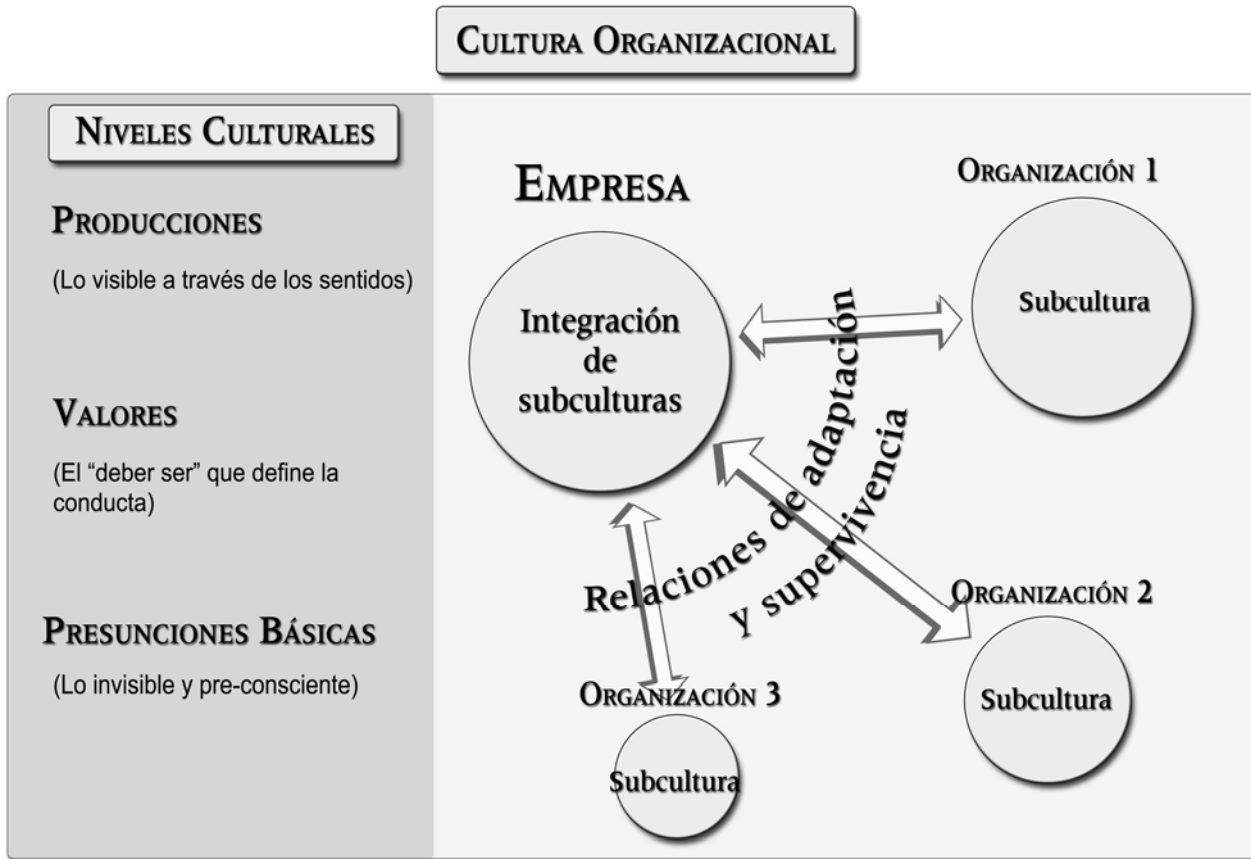 CULTURA ORGANIZACIONAL
NIVELES CULTURALES
PRODUCCIONES
(Lo visible a través de los sentidos)
VALORES
(El “deber ser” que define la
conducta)
PRESUNCIONES BÁSICAS
(Lo invisible y pre-consciente)
EMPRESA
Integración
de
subculturas
Relaciones de adaptación
y supervivencia
ORGANIZACIÓN 1
Subcultura
ORGANIZACIÓN 2
Subcultura
ORGANIZACIÓN 3
Subcultura